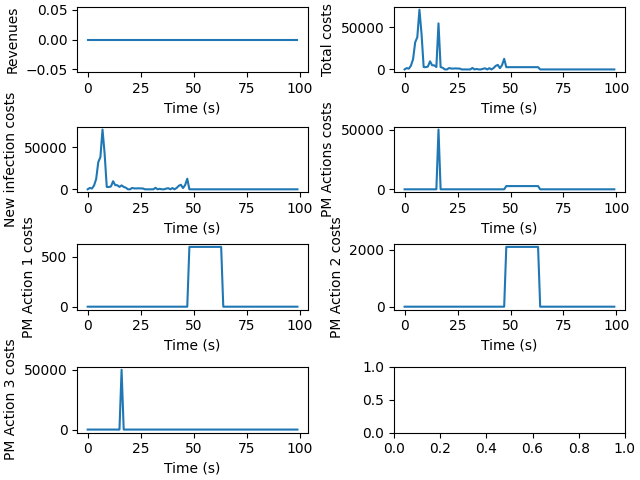 Revenues
0.05
0.00
−0.05
0 25 50 75 100
Time (s)
Total costs
50000
0
0 25 50 75 100
Time (s)
New infection costs
50000
0
0 25 50 75 100
Time (s)
PM Actions costs
50000
0
0 25 50 75 100
Time (s)
PM Action 1 costs
500
0
0 25 50 75 100
Time (s)
PM Action 2 costs
2000
0
0 25 50 75 100
Time (s)
PM Action 3 costs
50000
0
0 25 50 75 100
Time (s)
1.0
0.5
0.0
0.0 0.2 0.4 0.6 0.8 1.0